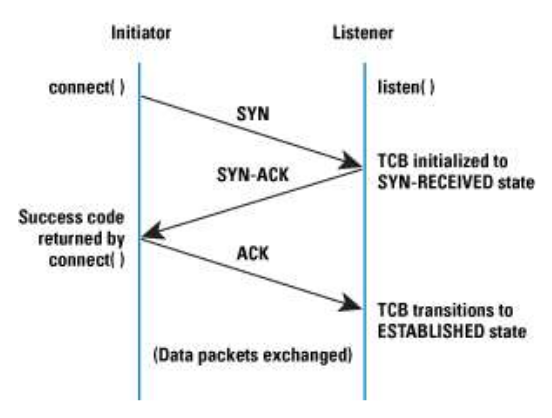 Initiator
Listener
connect( )
listen( )
SYN
TCB initialized to
SYN-RECEIVED state
SYN-ACK
Success code
returned by
connect( )
ACK
TCB transitions to
ESTABLISHED state
(Data packets exchanged)